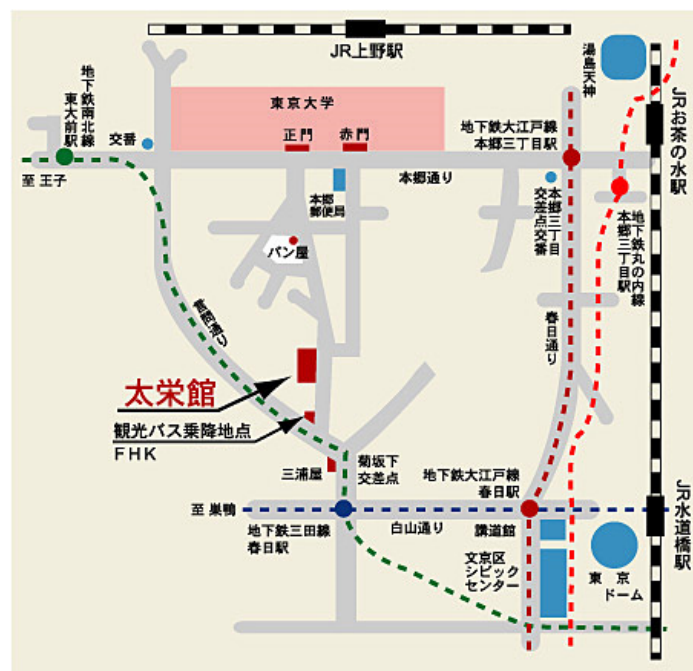 JR上野駅
湯島天神
JRお茶の水駅
東京大学
正門
赤門
地下鉄南北線
東大前駅
交番
地下鉄大江戸線
本郷三丁目駅
至 王子
本郷通り
本郷
郵便局
本郷三丁目
交差点交番
地下鉄丸の内線
本郷三丁目駅
パン屋
言問通り
春日通り
太栄館
観光バス乗降地点
FHK
三浦屋
菊坂下
交差点
地下鉄大江戸線
春日駅
至 巣鴨
地下鉄三田線
春日駅
白山通り
講道館
JR水道橋駅
文京区
シビック
センター
東 京
ドーム